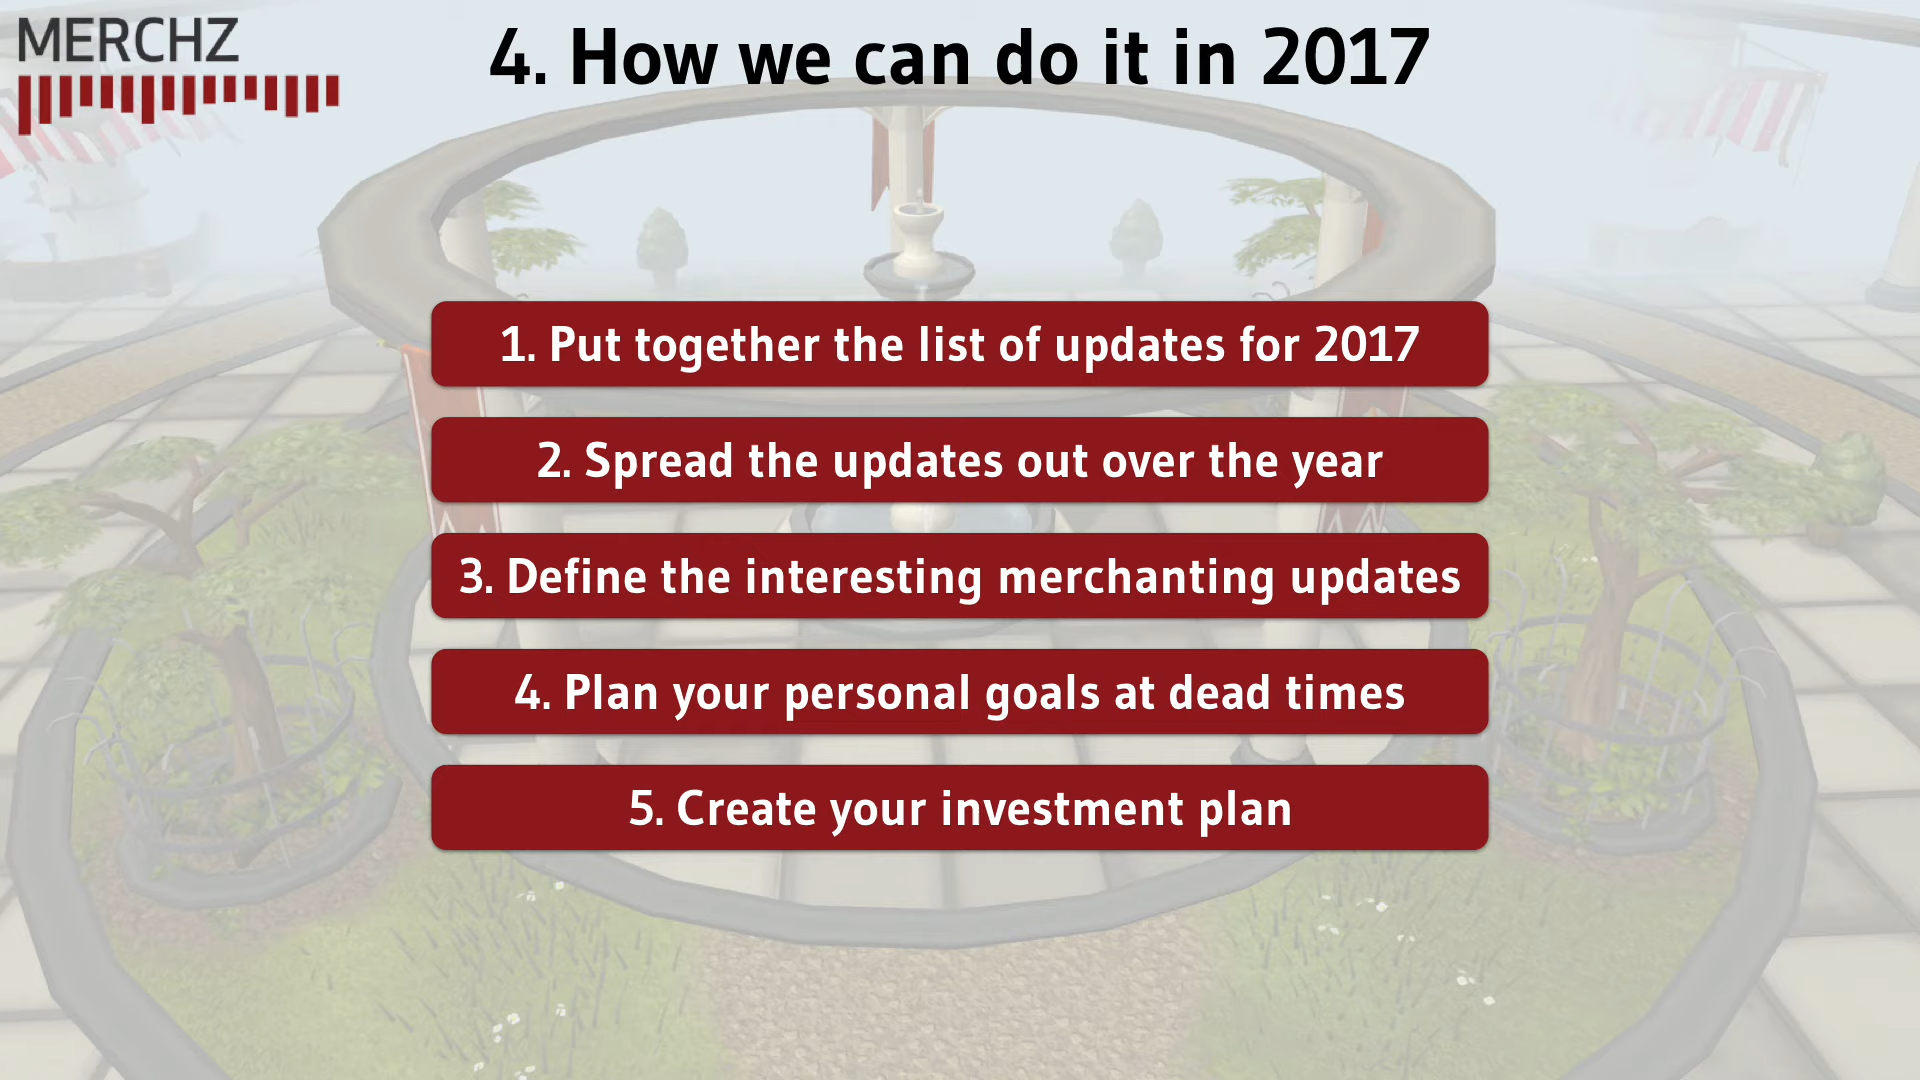 MERCHZ
4. How we can do it in 2017
1. Put together the list of updates for 2017
2. Spread the updates out over the year
3. Define the interesting merchanting updates
4. Plan your personal goals at dead times
5. Create your investment plan